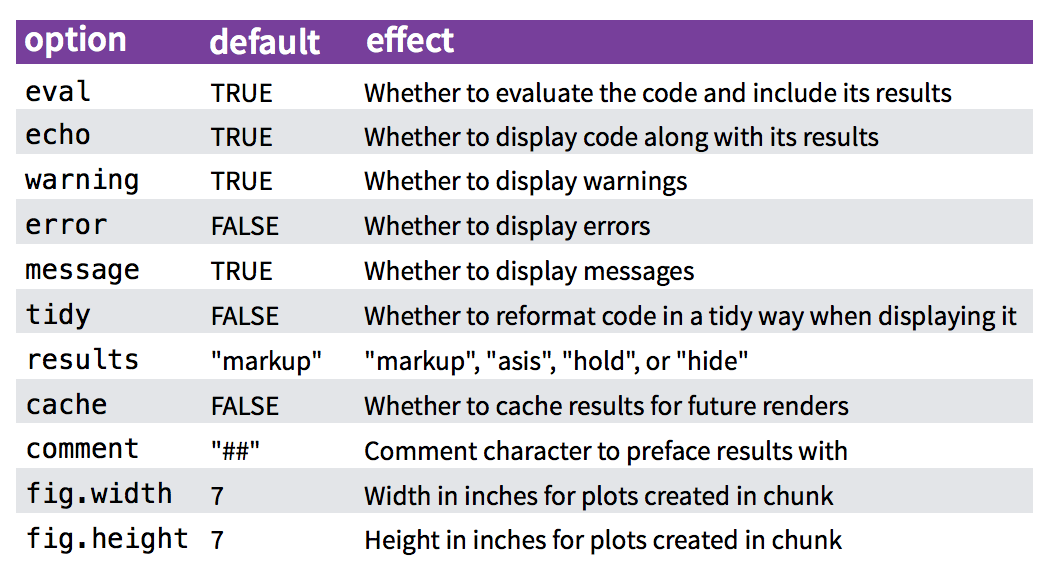 option default effect
eval TRUE Whether to evaluate the code and include its results
echo TRUE Whether to display code along with its results
warning TRUE Whether to display warnings
error FALSE Whether to display errors
message TRUE Whether to display messages
tidy FALSE Whether to reformat code in a tidy way when displaying it
results "markup" "markup", "asis", "hold", or "hide"
cache FALSE Whether to cache results for future renders
comment "##" Comment character to preface results with
fig.width 7 Width in inches for plots created in chunk
fig.height 7 Height in inches for plots created in chunk